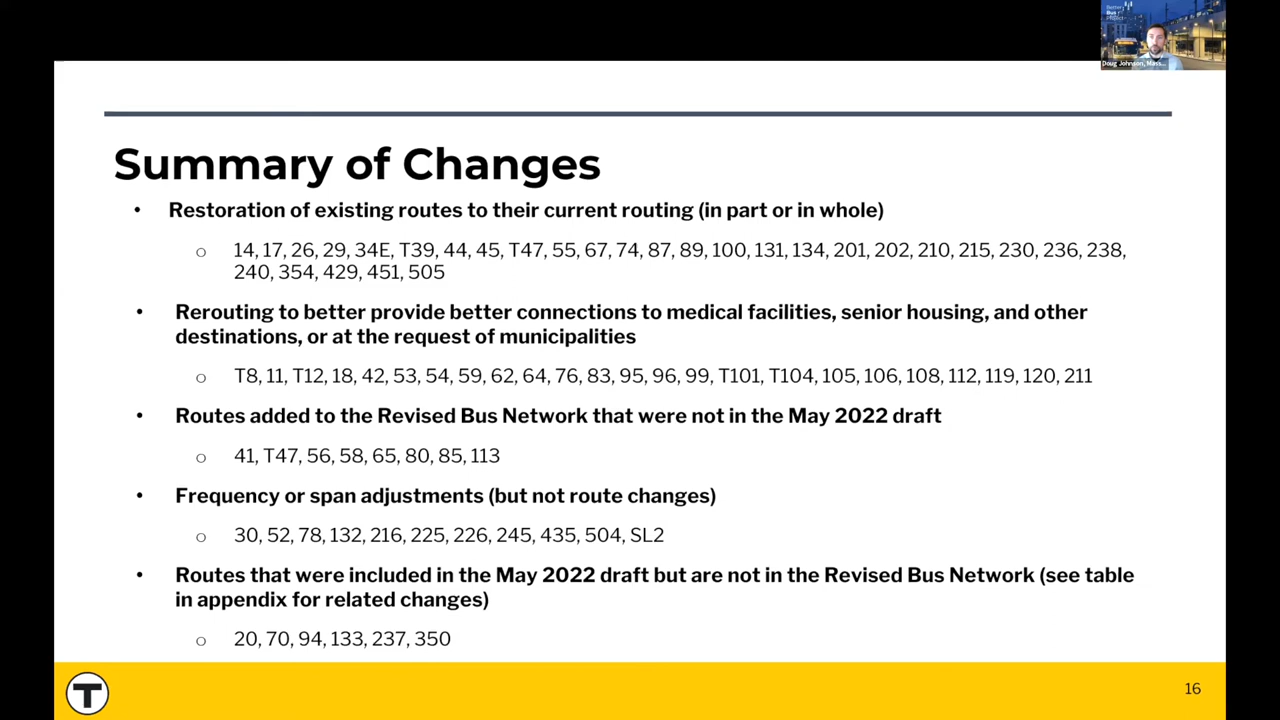 Better
Bus
Project
Doug Johnson, Mass...
Summary of Changes
• Restoration of existing routes to their current routing (in part or in whole)
o 14, 17, 26, 29, 34E, T39, 44, 45, T47, 55, 67, 74, 87, 89, 100, 131, 134, 201, 202, 210, 215, 230, 236, 238,
240, 354, 429, 451, 505
• Rerouting to better provide better connections to medical facilities, senior housing, and other
destinations, or at the request of municipalities
o T8, 11, T12, 18, 42, 53, 54, 59, 62, 64, 76, 83, 95, 96, 99, T101, T104, 105, 106, 108, 112, 119, 120, 211
• Routes added to the Revised Bus Network that were not in the May 2022 draft
o 41, T47, 56, 58, 65, 80, 85, 113
• Frequency or span adjustments (but not route changes)
o 30, 52, 78, 132, 216, 225, 226, 245, 435, 504, SL2
• Routes that were included in the May 2022 draft but are not in the Revised Bus Network (see table
in appendix for related changes)
o 20, 70, 94, 133, 237, 350
T
16